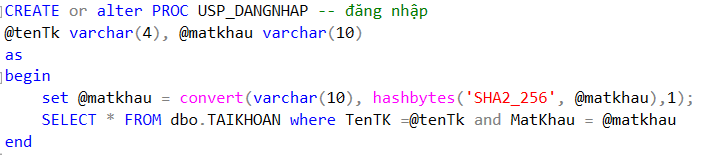 CREATE or alter PROC USP_DANGNHAP -- đăng nhập
@tenTk varchar(4), @matkhau varchar(10)
as
begin
set @matkhau = convert(varchar(10), hashbytes('SHA2_256', @matkhau),1);
SELECT * FROM dbo.TAIKHOAN where TenTK =@tenTk and MatKhau = @matkhau
end